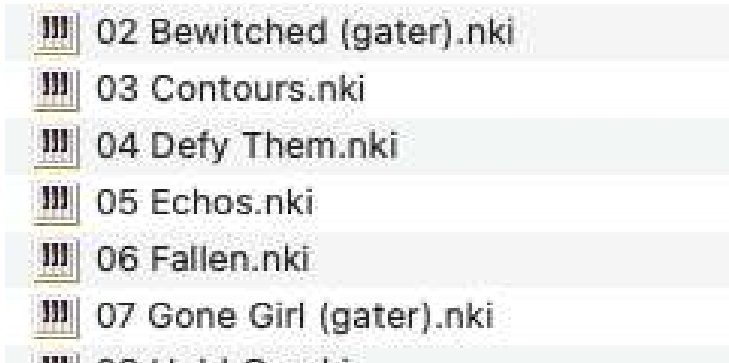 02 Bewitched (gater).nki
03 Contours.nki
04 Defy Them.nki
05 Echos.nki
06 Fallen.nki
07 Gone Girl (gater).nki